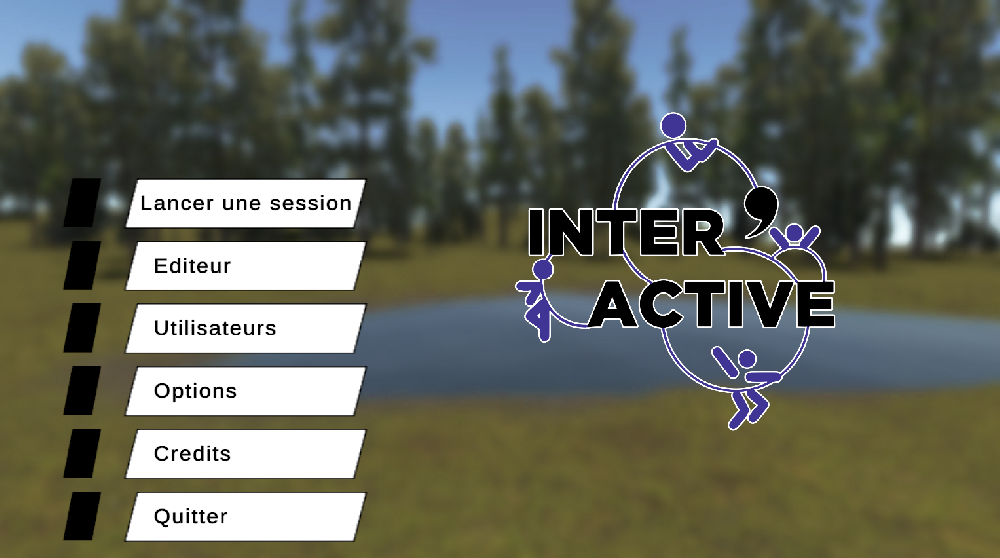 Lancer une session
Editeur
Utilisateurs
Options
Credits
Quitter
INTER'
ACTIVE